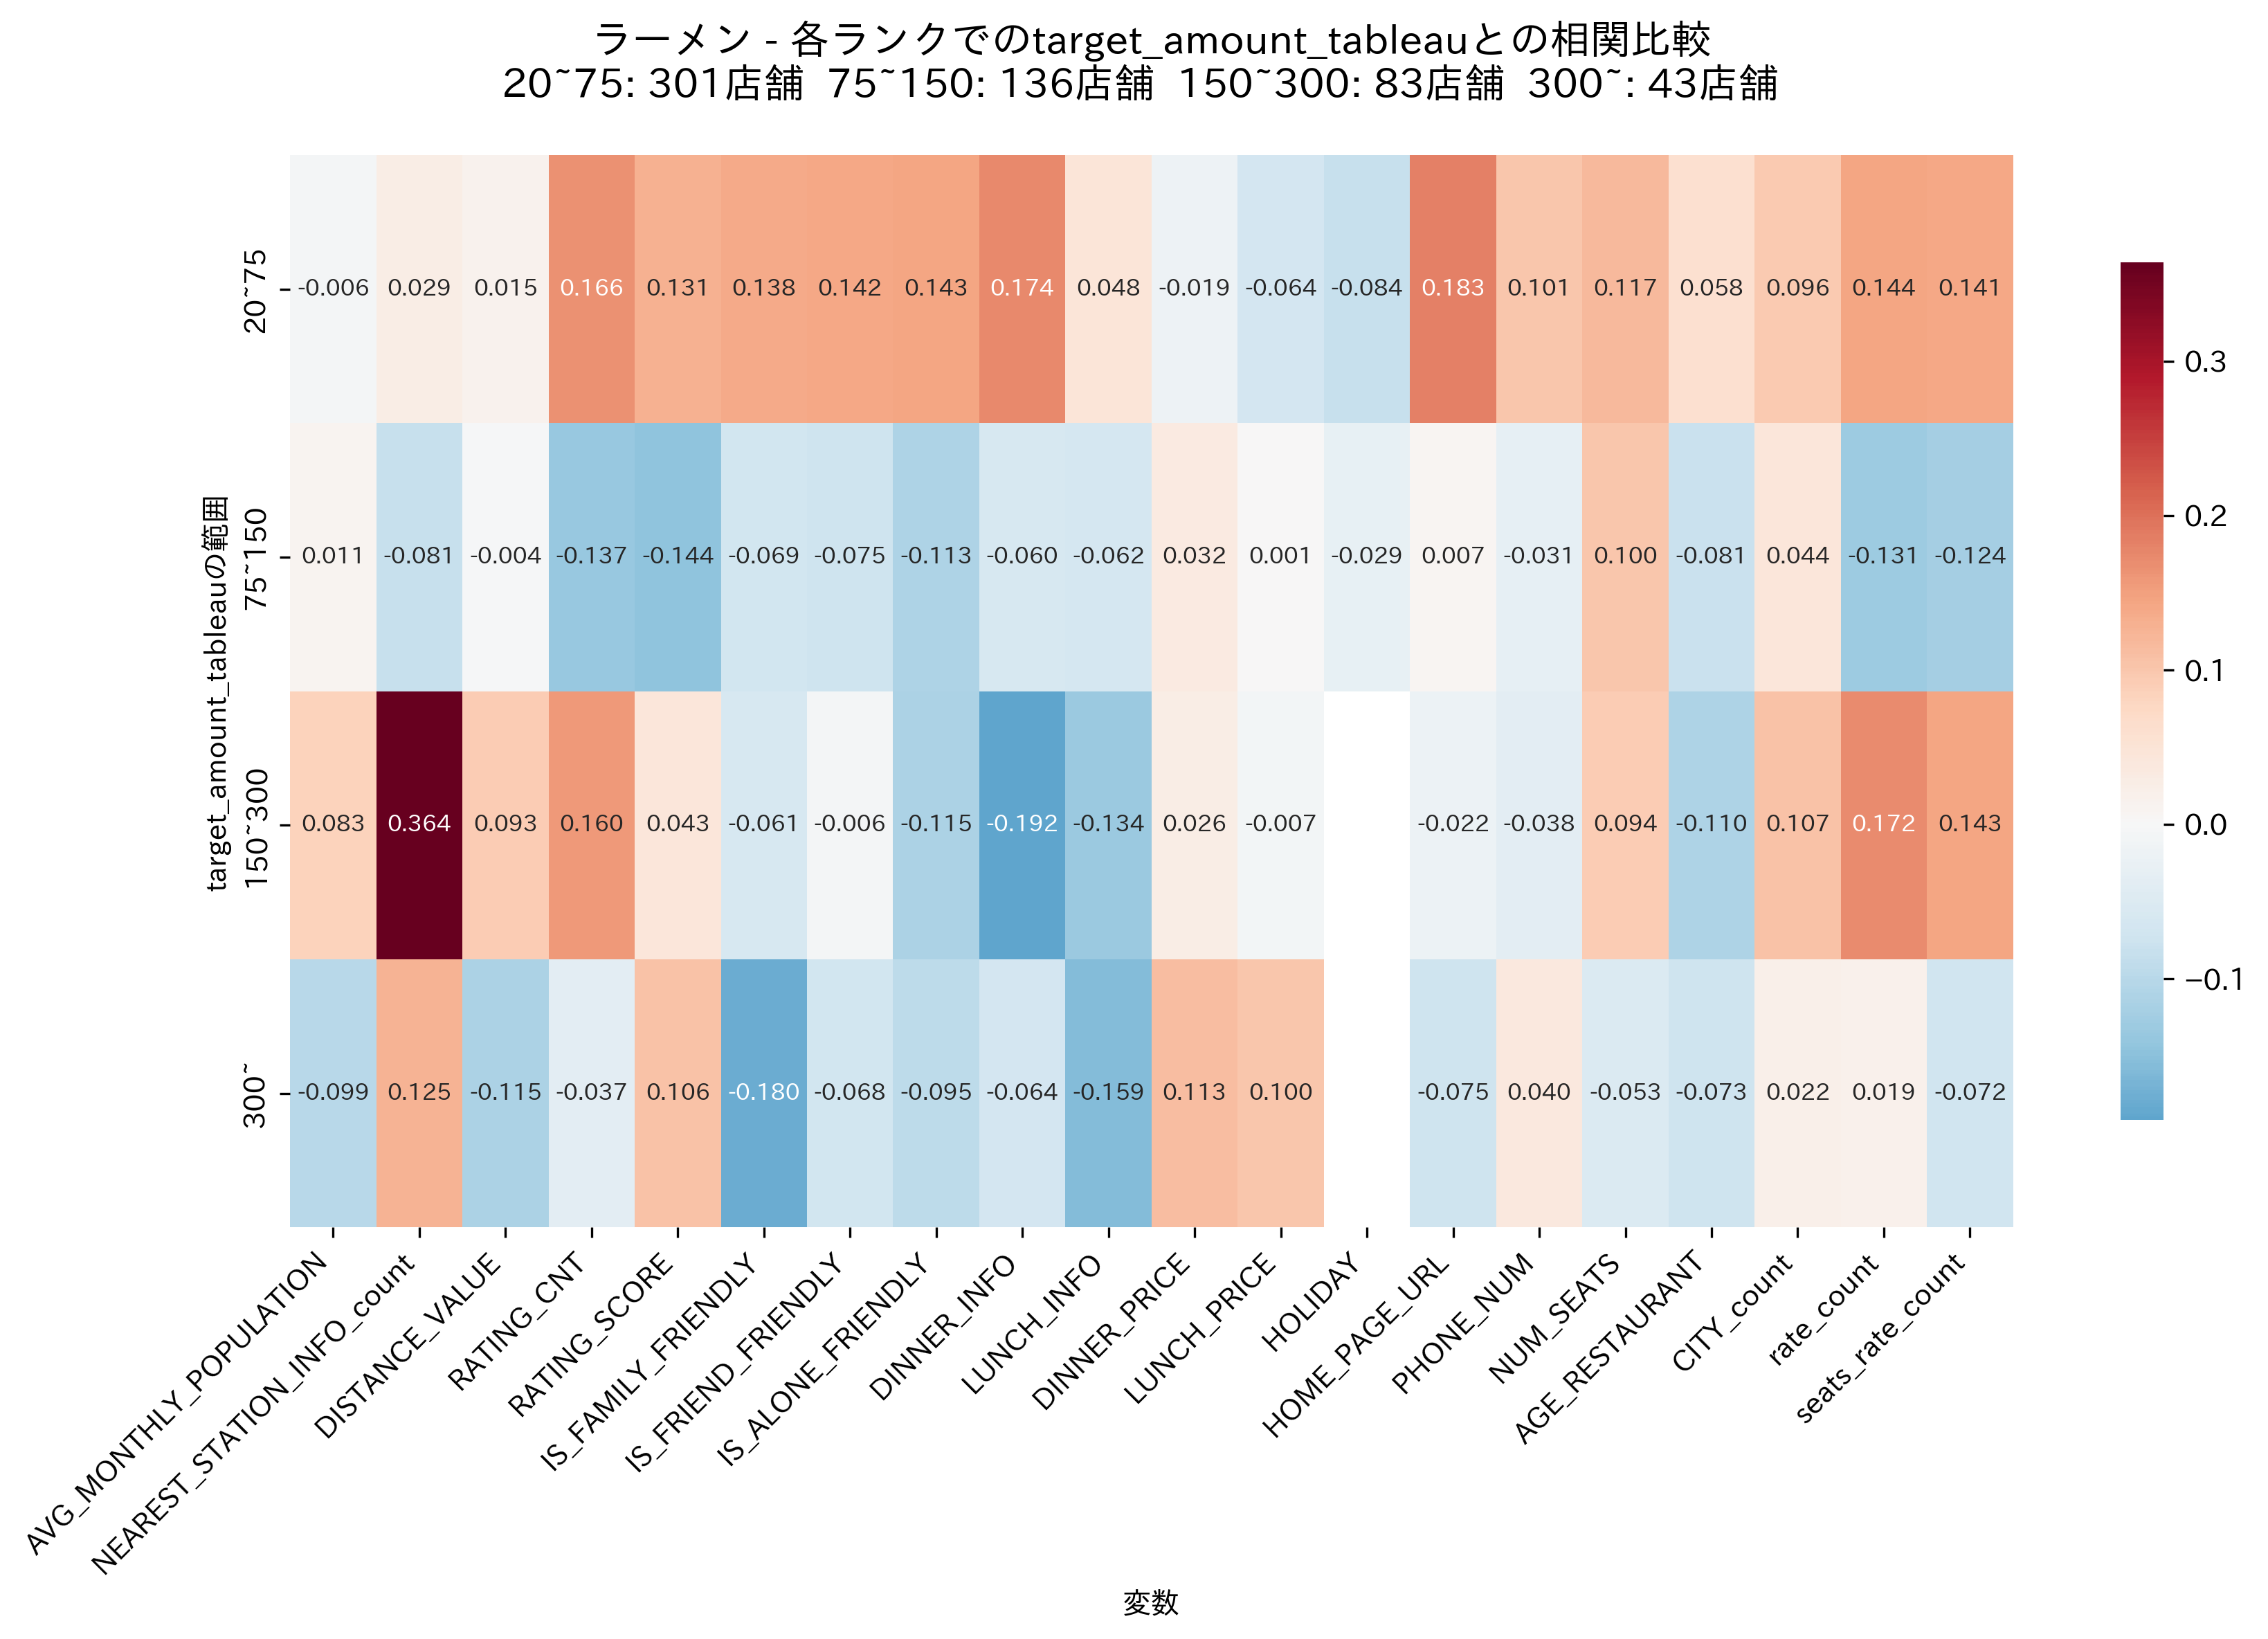 ラーメン - 各ランクでのtarget_amount_tableauとの相関比較
20~75: 301店舗  75~150: 136店舗  150~300: 83店舗  300~: 43店舗
target_amount_tableauの範囲
20~75
-0.006 0.029 0.015 0.166 0.131 0.138 0.142 0.143 0.174 0.048 -0.019 -0.064 -0.084 0.183 0.101 0.117 0.058 0.096 0.144 0.141
75~150
0.011 -0.081 -0.004 -0.137 -0.144 -0.069 -0.075 -0.113 -0.060 -0.062 0.032 0.001 -0.029 0.007 -0.031 0.100 -0.081 0.044 -0.131 -0.124
150~300
0.083 0.364 0.093 0.160 0.043 -0.061 -0.006 -0.115 -0.192 -0.134 0.026 -0.007 -0.022 -0.038 0.094 -0.110 0.107 0.172 0.143
300~
-0.099 0.125 -0.115 -0.037 0.106 -0.180 -0.068 -0.095 -0.064 -0.159 0.113 0.100 -0.075 0.040 -0.053 -0.073 0.022 0.019 -0.072
AVG_MONTHLY_POPULATION
NEAREST_STATION_INFO_count
DISTANCE_VALUE
RATING_CNT
RATING_SCORE
IS_FAMILY_FRIENDLY
IS_FRIEND_FRIENDLY
IS_ALONE_FRIENDLY
DINNER_INFO
LUNCH_INFO
DINNER_PRICE
LUNCH_PRICE
HOLIDAY
HOME_PAGE_URL
PHONE_NUM
NUM_SEATS
AGE_RESTAURANT
CITY_count
rate_count
seats_rate_count
変数
0.3
0.2
0.1
0.0
−0.1